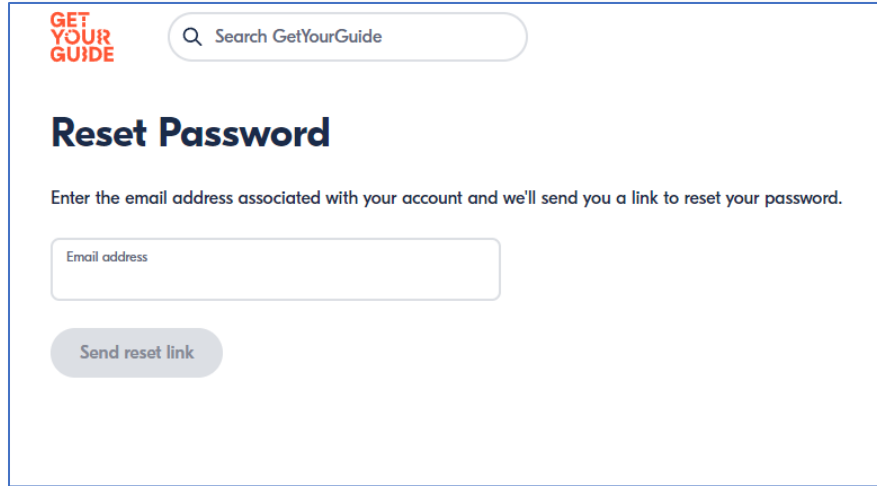 GET
YOUR
GUIDE
Search GetYourGuide
Reset Password
Enter the email address associated with your account and we'll send you a link to reset your password.
Email address
Send reset link